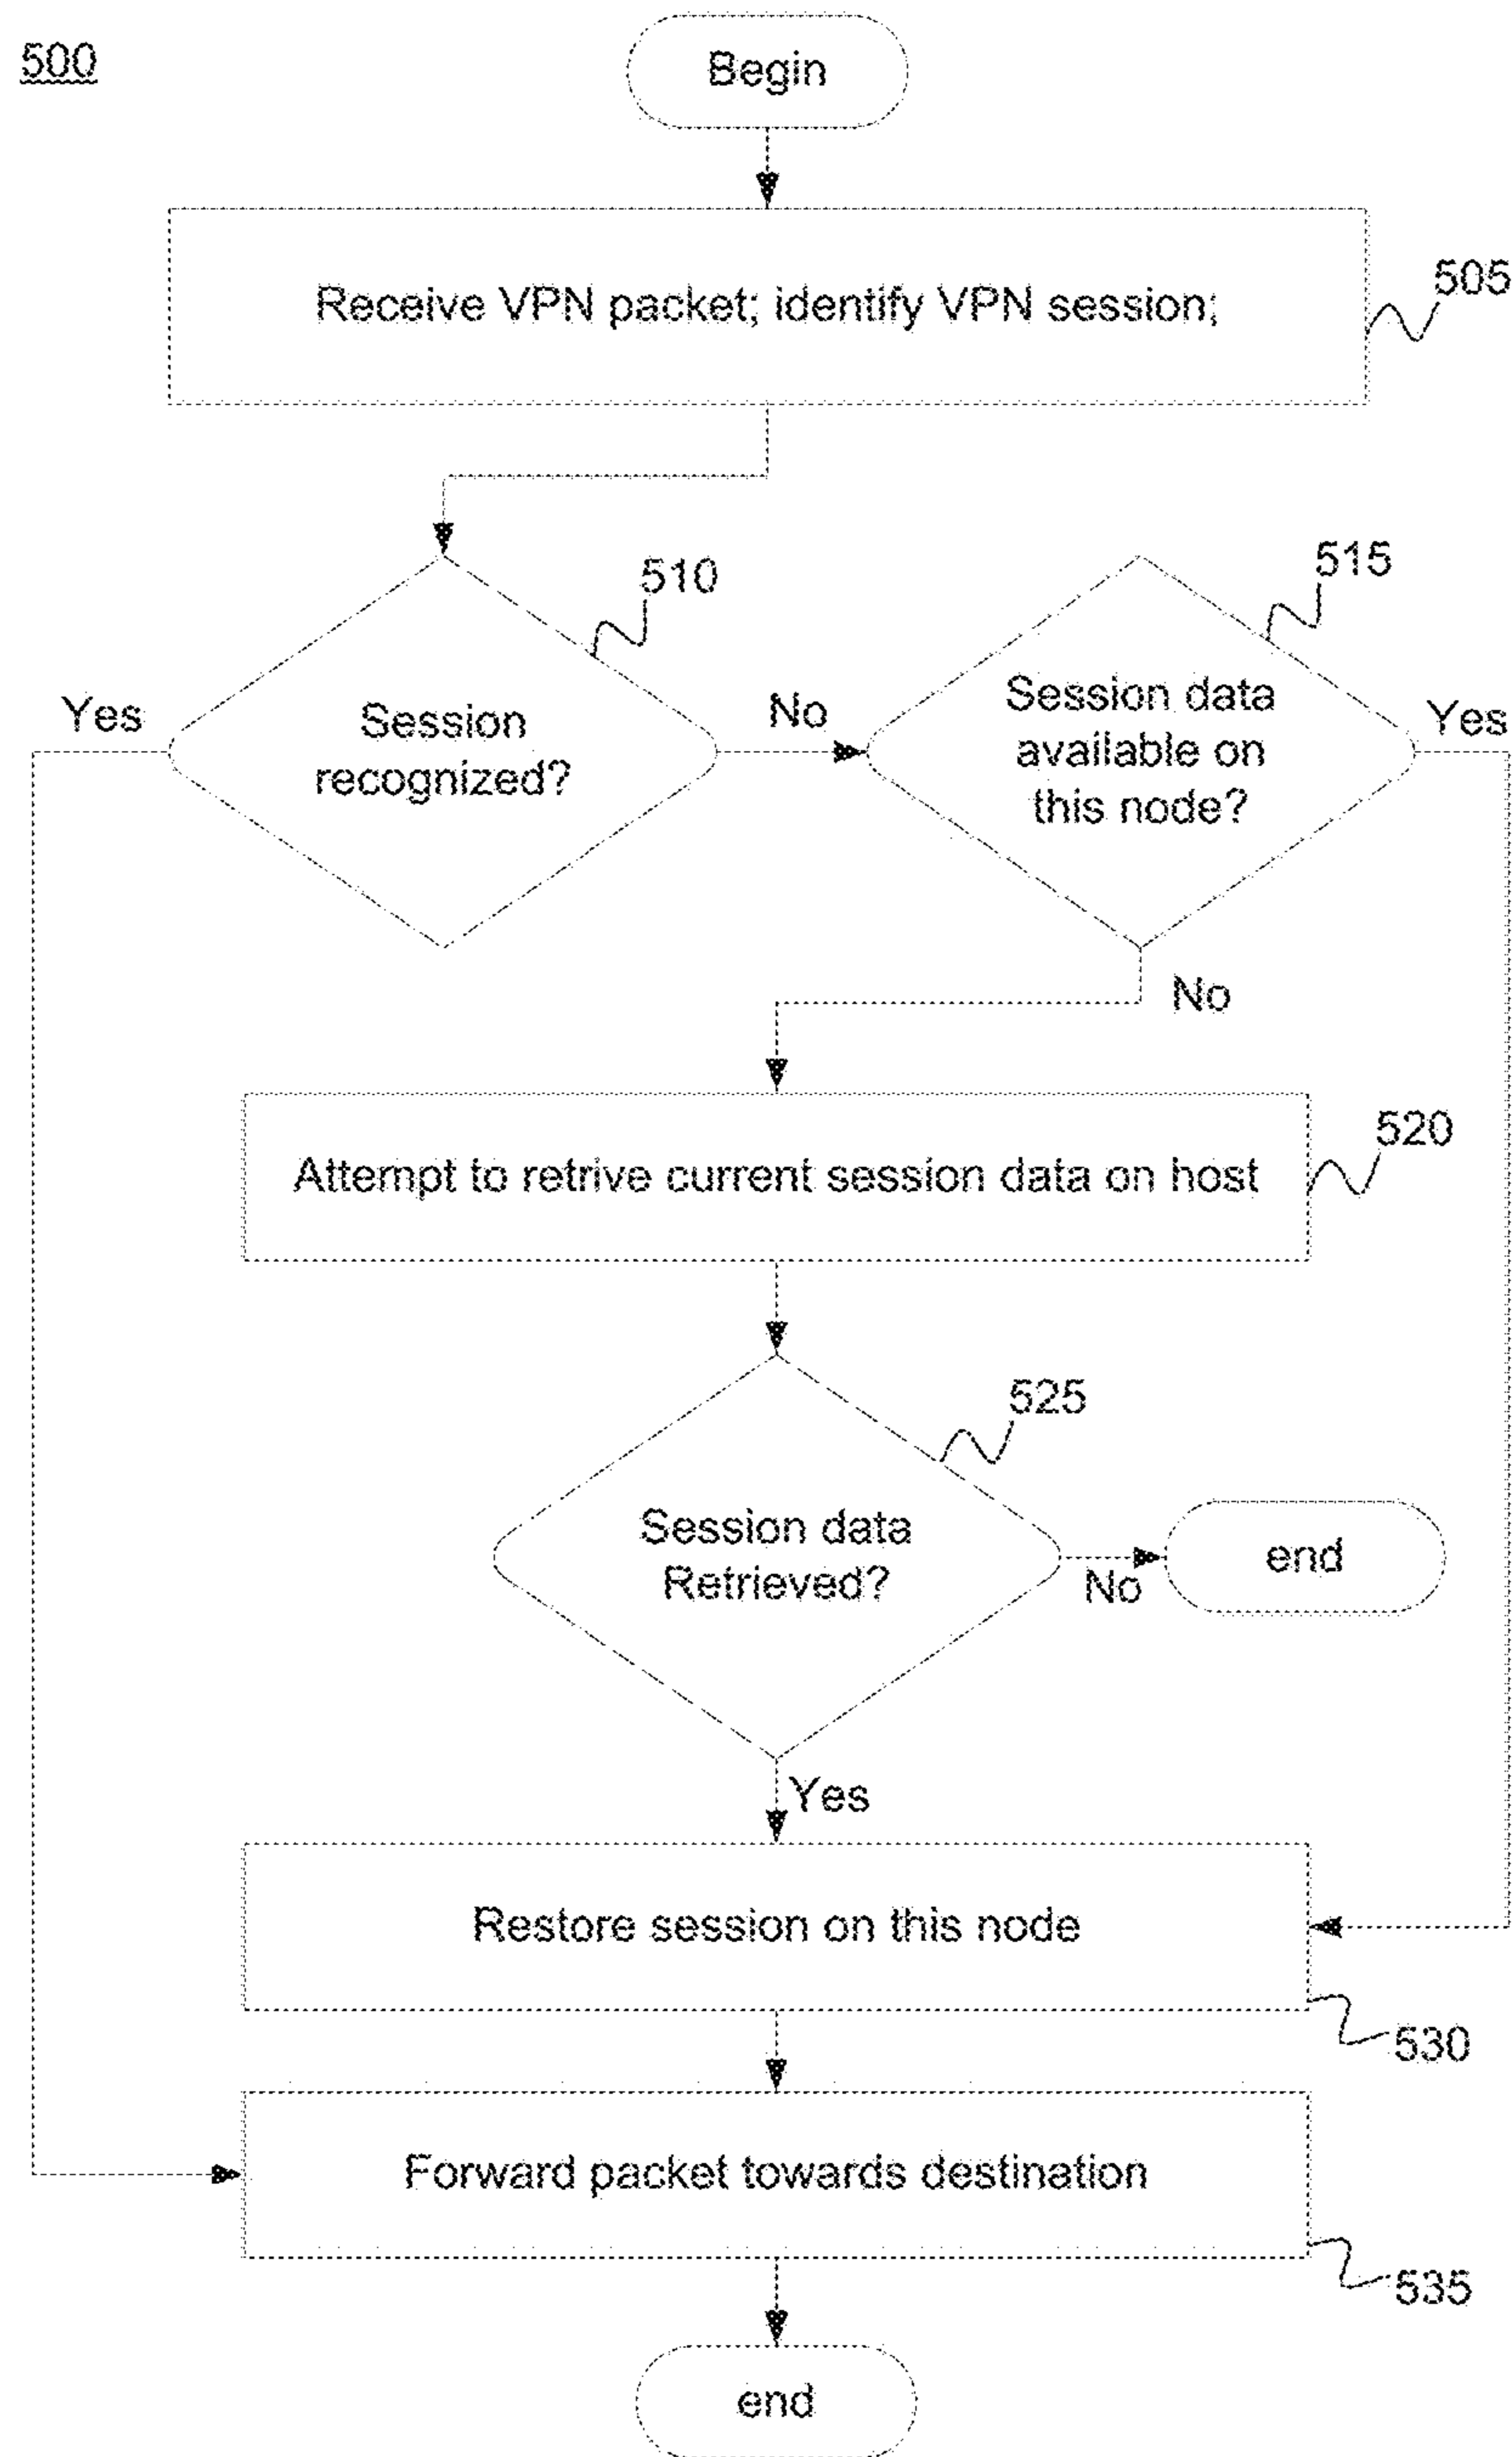 500
Begin
Receive VPN packet; identify VPN session;
505
510
515
Yes
Session
recognized?
No
Session data
available on
this node?
Yes
No
Attempt to retrive current session data on host
520
525
Session data
Retrieved?
No
end
Yes
Restore session on this node
530
Forward packet towards destination
535
end